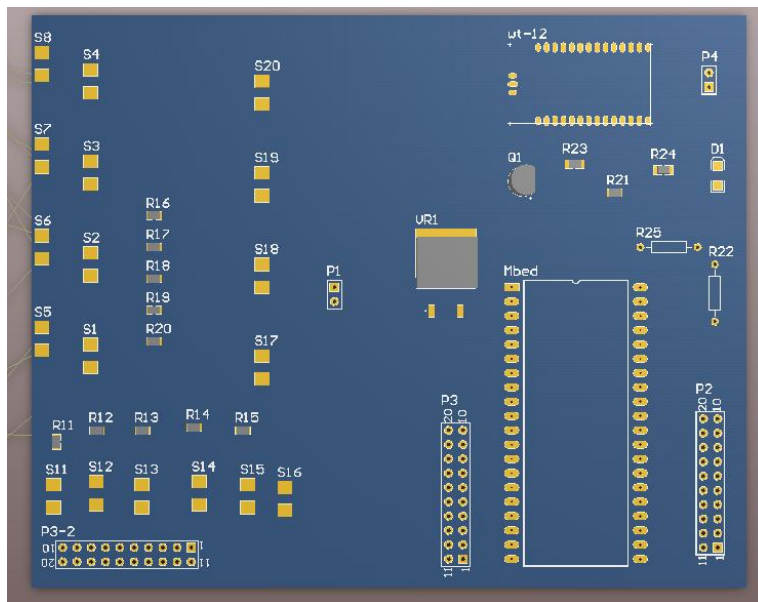 S8
S4
S20
wt-12
P4
S7
S3
S19
Q1
R23
R24
D1
R21
R16
S6
S2
R17
S18
VR1
R25
R22
R18
P1
Mbed
R19
S5
S1
R20
S17
R11
R12
R13
R14
R15
P3
20
10
P2
20
10
S11
S12
S13
S14
S15
S16
P3-2
10
1
20
11
11
1
11
1